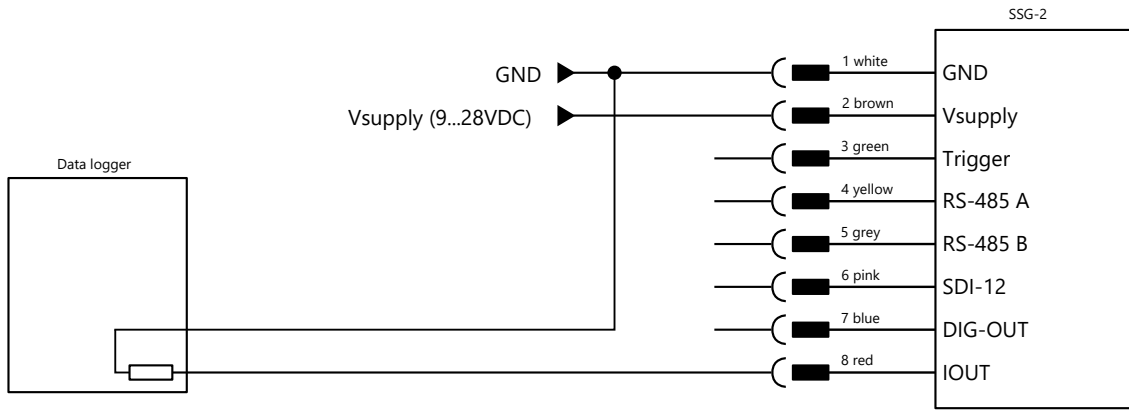 SSG-2
GND
1 white
GND
Vsupply (9...28VDC)
2 brown
Vsupply
Data logger
3 green
Trigger
4 yellow
RS-485 A
5 grey
RS-485 B
6 pink
SDI-12
7 blue
DIG-OUT
8 red
IOUT